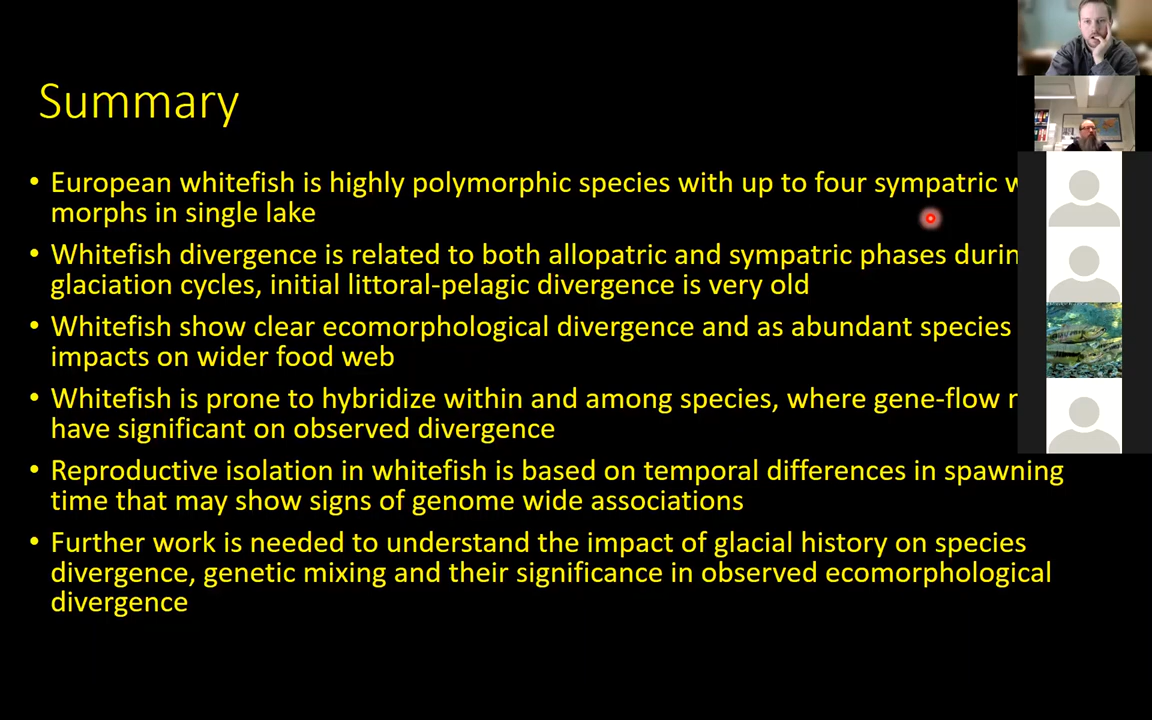 Summary
• European whitefish is highly polymorphic species with up to four sympatric
morphs in single lake
• Whitefish divergence is related to both allopatric and sympatric phases
glaciation cycles, initial littoral-pelagic divergence is very old
• Whitefish show clear ecomorphological divergence and as abundant species
impacts on wider food web
• Whitefish is prone to hybridize within and among species, where gene-flow
have significant on observed divergence
• Reproductive isolation in whitefish is based on temporal differences in spawning
time that may show signs of genome wide associations
• Further work is needed to understand the impact of glacial history on species
divergence, genetic mixing and their significance in observed ecomorphological
divergence